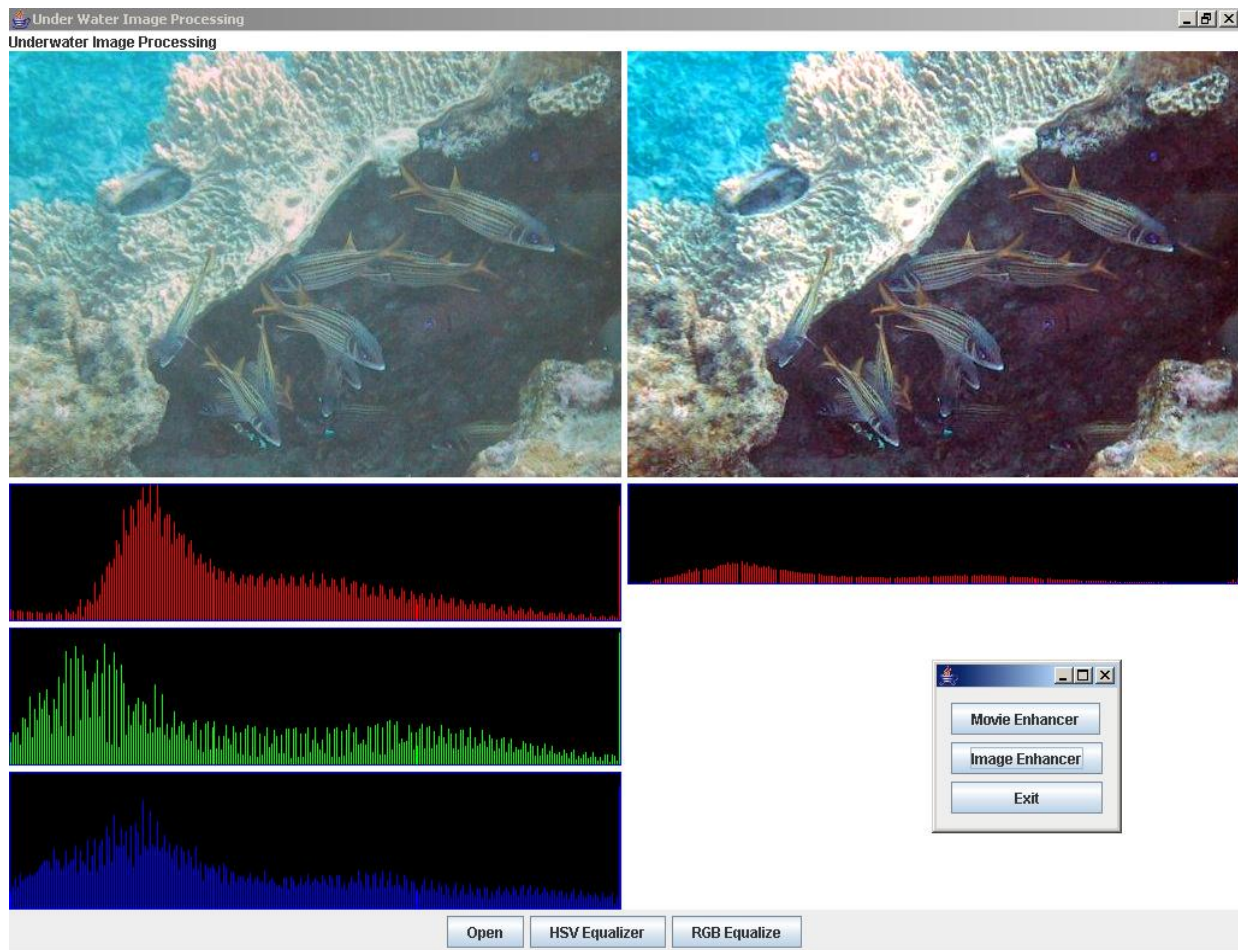 Under Water Image Processing
Underwater Image Processing
Movie Enhancer
Image Enhancer
Exit
Open
HSV Equalizer
RGB Equalize